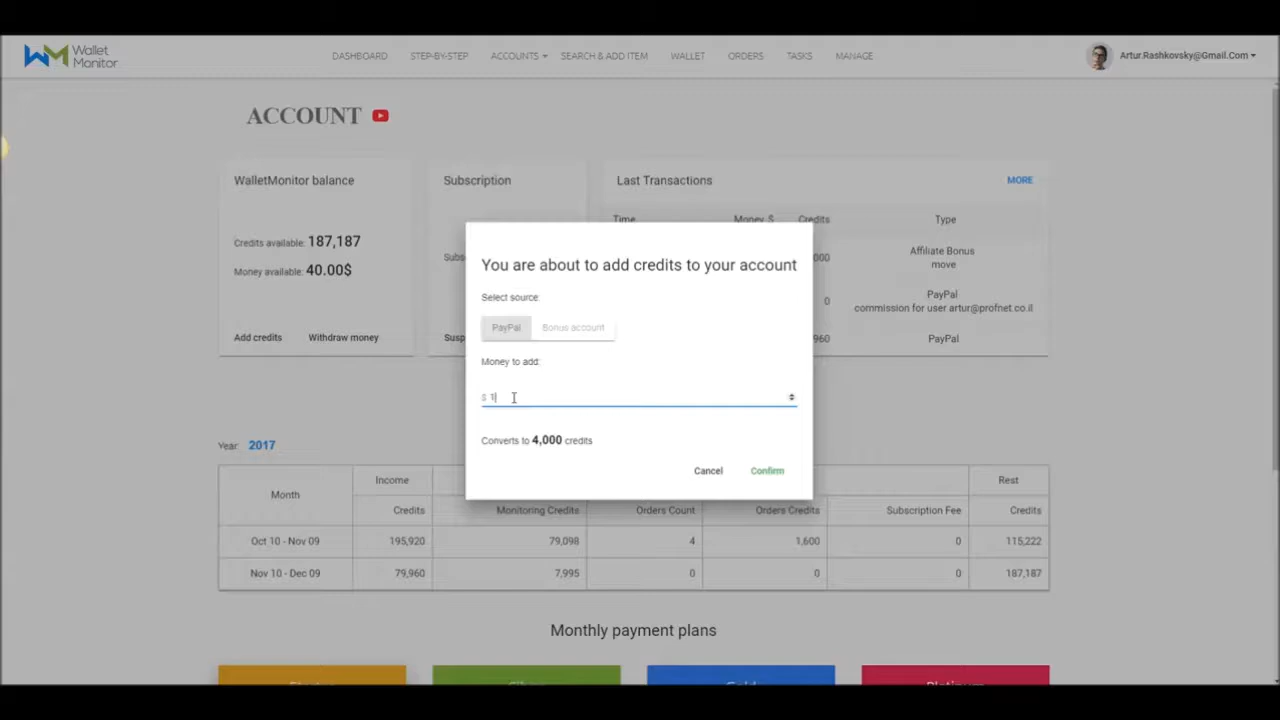 Wallet
Monitor
DASHBOARD STEP-BY-STEP ACCOUNTS SEARCH & ADD ITEM WALLET ORDERS TASKS MANAGE
Artur.Rashkovsky@Gmail.Com
ACCOUNT
WalletMonitor balance
Credits available: 187,187
Money available: 40.00$
Add credits Withdraw money
Subscription
Last Transactions MORE
Time Money $ Credits Type
Affiliate Bonus
move
0 PayPal
commission for user artur@profnet.co.il
PayPal
You are about to add credits to your account
Select source:
PayPal Bonus account
Money to add:
$ 1
Converts to 4,000 credits
Cancel Confirm
Year: 2017
Month Income Rest
Credits Monitoring Credits Orders Count Orders Credits Subscription Fee Credits
Oct 10 - Nov 09 195,920 79,098 4 1,600 0 115,222
Nov 10 - Dec 09 79,960 7,995 0 0 0 187,187
Monthly payment plans